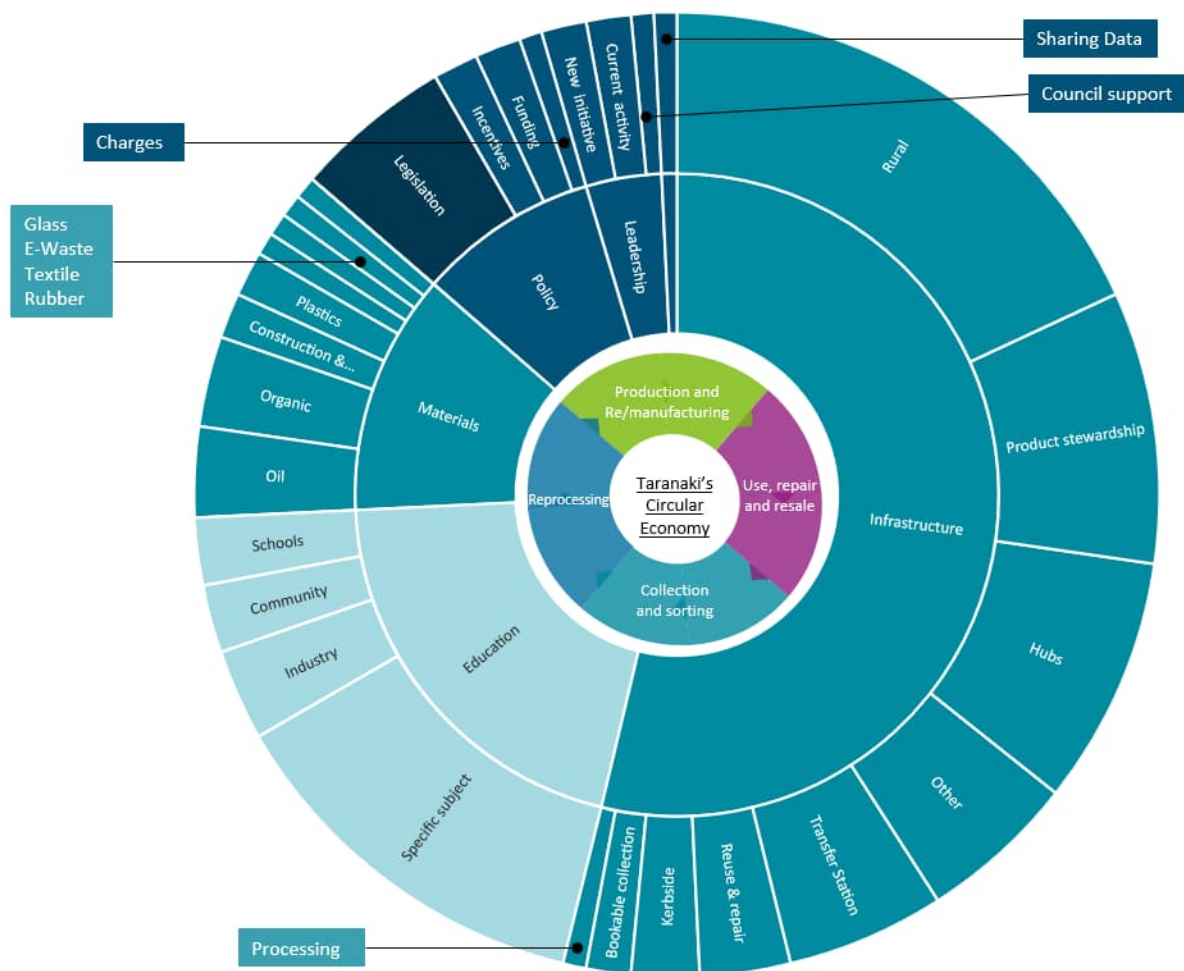 Sharing Data
Council support
Charges
Glass
E-Waste
Textile
Rubber
Processing
Legislation
Incentives
Funding
New initiative
Current activity
Rural
Product stewardship
Hubs
Other
Transfer Station
Reuse & repair
Kerbside
Bookable collection
Specific subject
Industry
Community
Schools
Oil
Organic
Construction &...
Plastics
Policy
Leadership
Infrastructure
Education
Materials
Production and
Re/manufacturing
Use, repair
and resale
Collection
and sorting
Reprocessing
Taranaki's
Circular
Economy